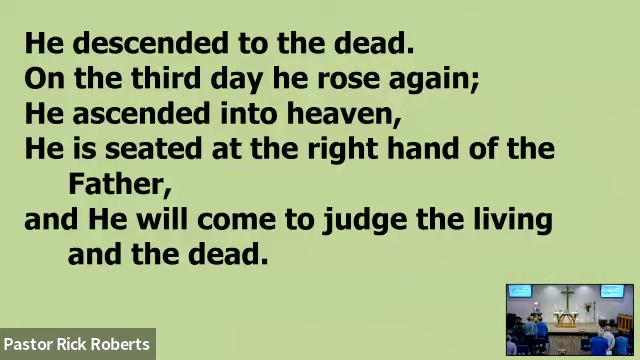 He descended to the dead.
On the third day he rose again;
He ascended into heaven,
He is seated at the right hand of the
Father,
and He will come to judge the living
and the dead.
Pastor Rick Roberts